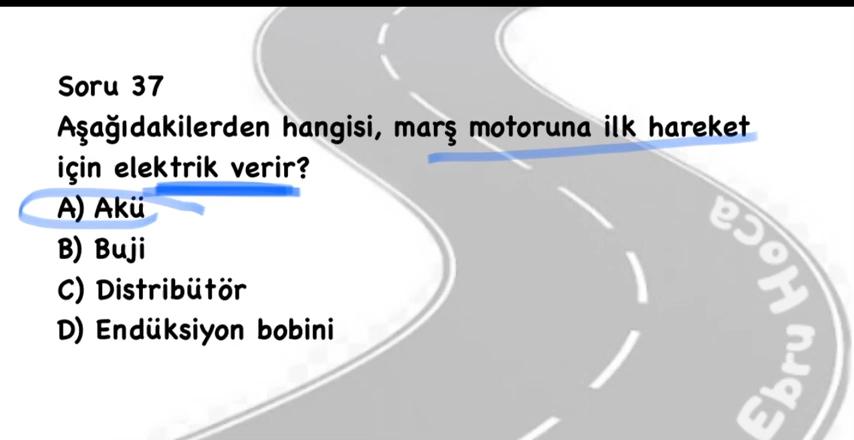 Soru 37
Aşağıdakilerden hangisi, marş motoruna ilk hareket
için elektrik verir?
A) Akü
B) Buji
C) Distribütör
D) Endüksiyon bobini
Ebru Hoca